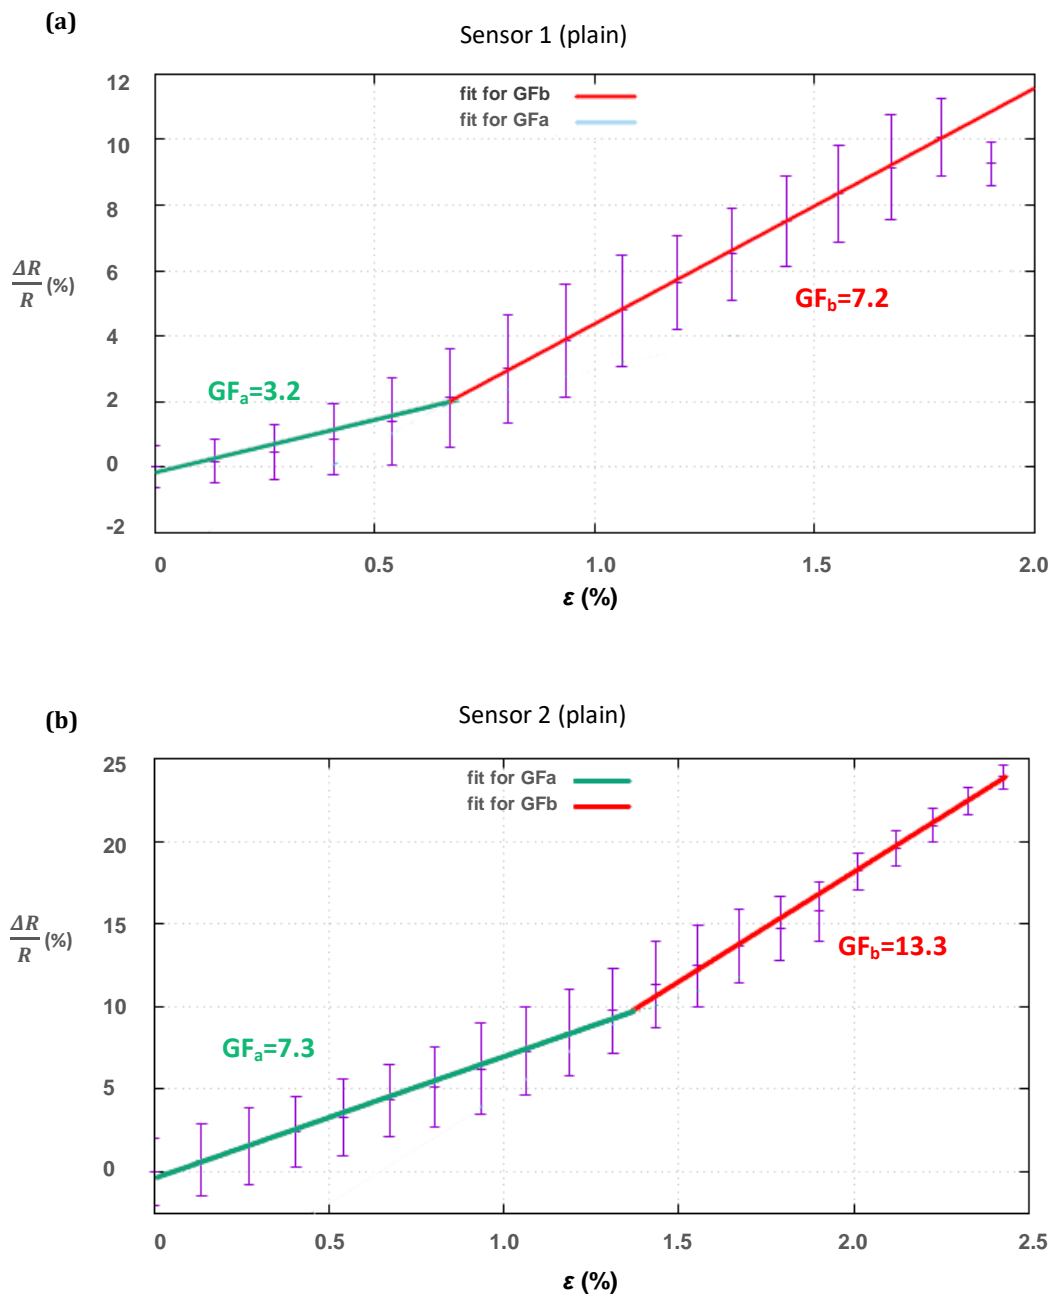 (a)
Sensor 1 (plain)
12
10
8
6
4
2
0
-2
ΔR
R (%)
fit for GFb
fit for GFa
GFa=3.2
GFb=7.2
0 0.5 1.0 1.5 2.0
ε (%)
(b)
Sensor 2 (plain)
25
20
15
10
5
0
ΔR
R (%)
fit for GFa
fit for GFb
GFb=13.3
GFa=7.3
0 0.5 1.0 1.5 2.0 2.5
ε (%)